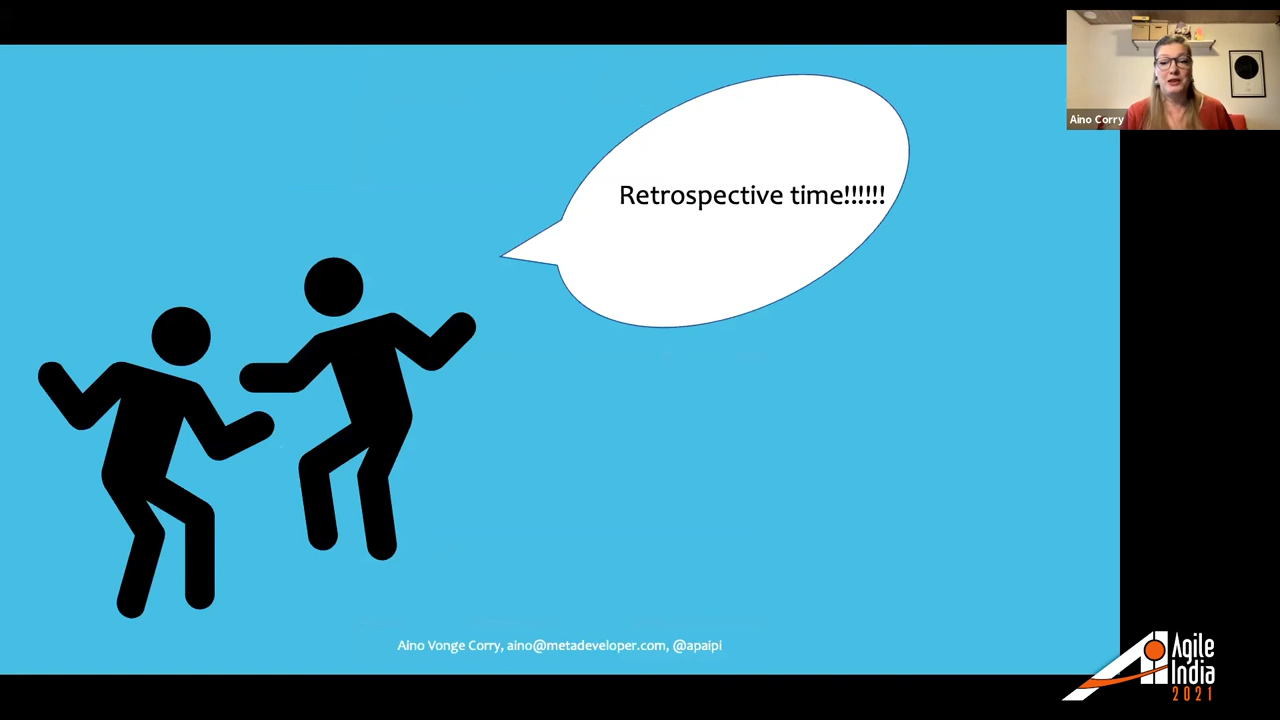 Aino Corry
Retrospective time!!!!!!
Aino Vonge Corry, aino@metadeveloper.com, @apaipi
Agile
India
2021